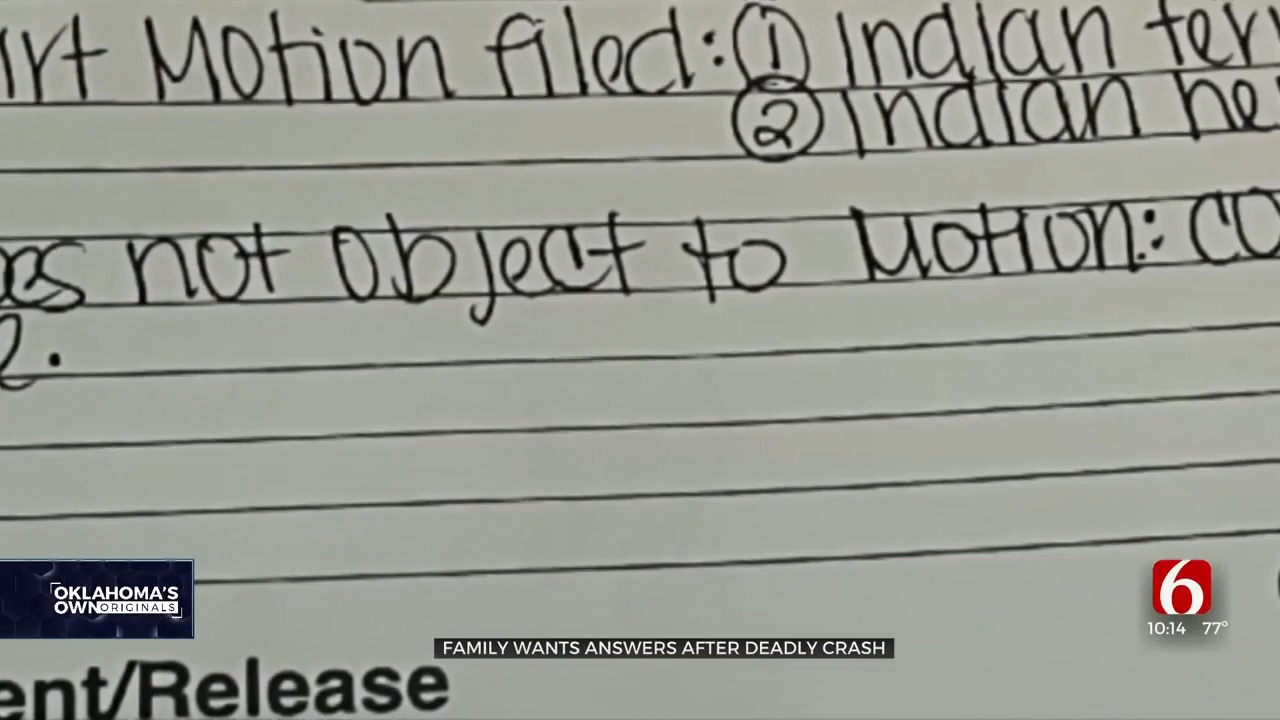 Motion filed: ① Indian
② Indian
not object to Motion:
OKLAHOMA'S
OWN ORIGINALS
6
10:14 77°
FAMILY WANTS ANSWERS AFTER DEADLY CRASH
ent/Release